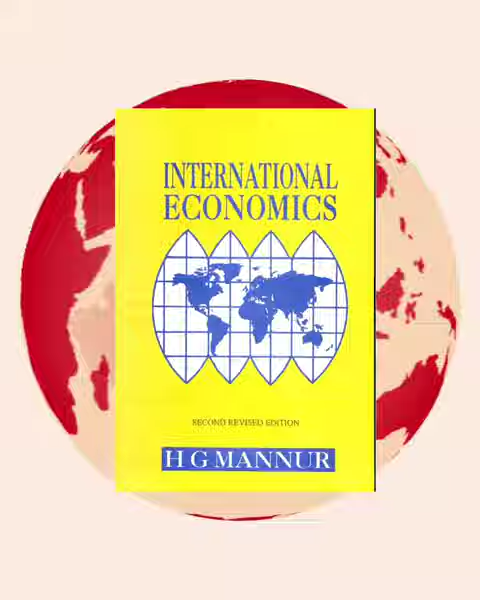 INTERNATIONAL
ECONOMICS
SECOND REVISED EDITION
H G MANNUR